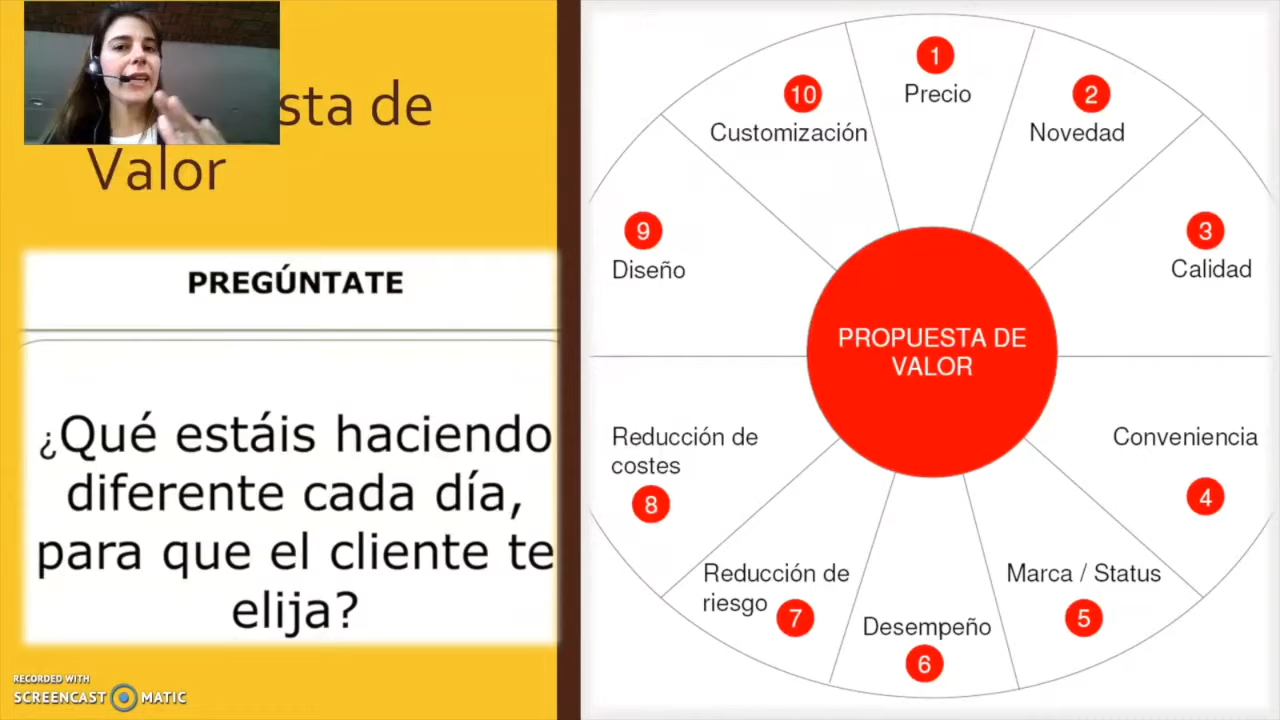 sta de
Valor
PREGÚNTATE
¿Qué estáis haciendo
diferente cada día,
para que el cliente te
elija?
RECORDED WITH
SCREENCAST MATIC
1
Precio
2
Novedad
3
Calidad
Conveniencia
4
Marca / Status
5
Desempeño
6
Reducción de
riesgo
7
Reducción de
costes
8
9
Diseño
10
Customización
PROPUESTA DE
VALOR